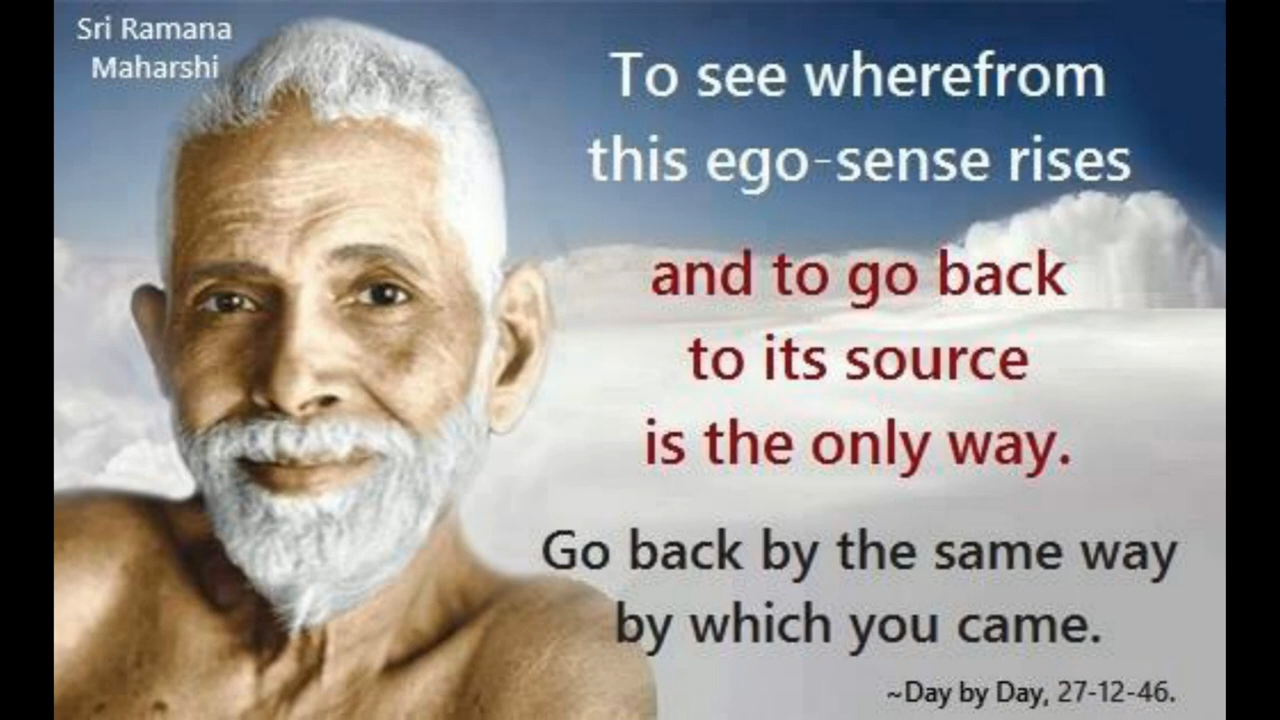 Sri Ramana
Maharshi
To see wherefrom
this ego-sense rises
and to go back
to its source
is the only way.
Go back by the same way
by which you came.
~Day by Day, 27-12-46.